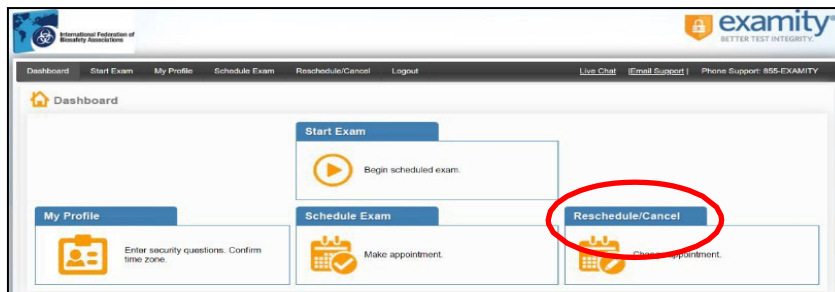 International Federation of
Biosafety Associations
examity
BETTER TEST INTEGRITY.
Dashboard Start Exam My Profile Schedule Exam Reschedule/Cancel Logout Live Chat |Email Support | Phone Support: 855-EXAMITY
Dashboard
Start Exam
Begin scheduled exam.
My Profile
Enter security questions. Confirm
time zone.
Schedule Exam
Make appointment.
Reschedule/Cancel
Change appointment.